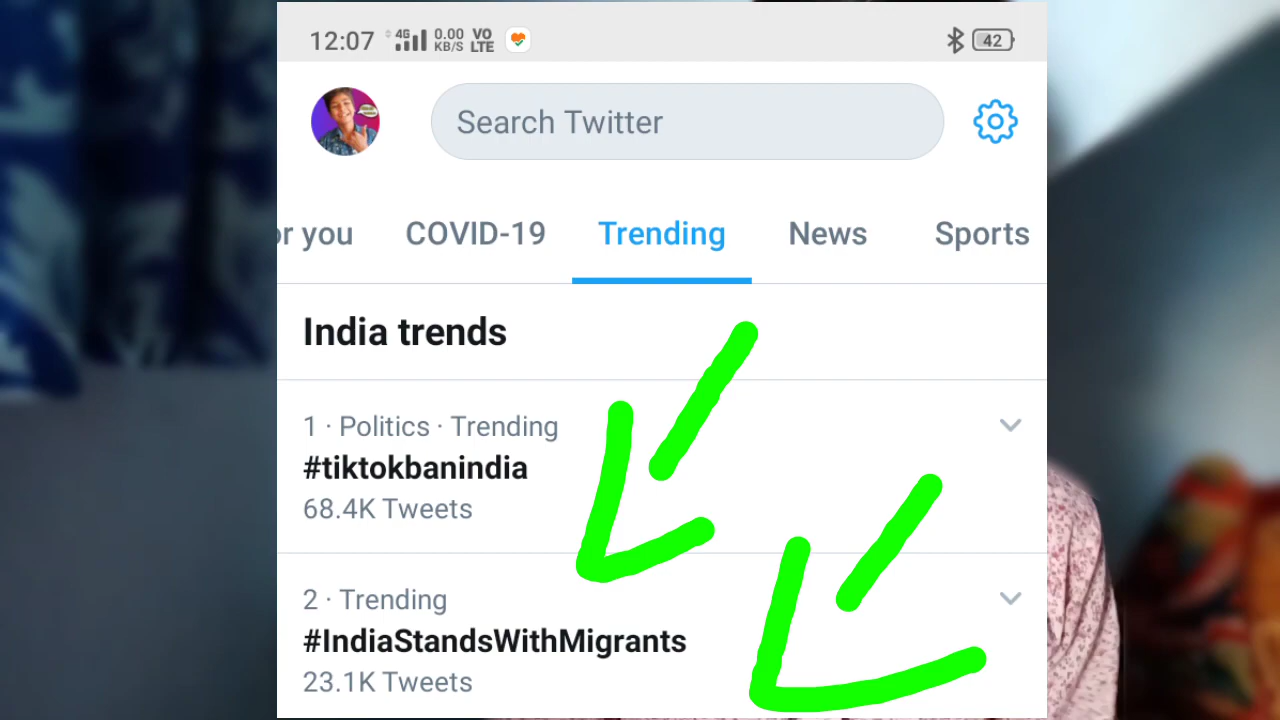 12:07 4G 0.00 KB/S VO LTE 42
Search Twitter
or you COVID-19 Trending News Sports
India trends
1 · Politics · Trending
#tiktokbanindia
68.4K Tweets
2 · Trending
#IndiaStandsWithMigrants
23.1K Tweets